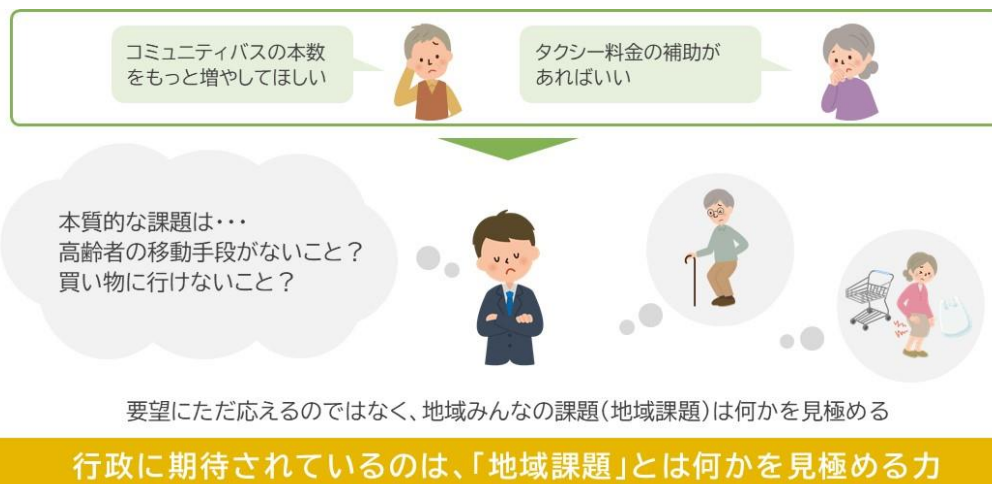 コミュニティバスの本数
をもっと増やしてほしい
タクシー料金の補助が
あればいい
本質的な課題は・・・
高齢者の移動手段がないこと？
買い物に行けないこと？
要望にただ応えるのではなく、地域みんなの課題（地域課題）は何かを見極める
行政に期待されているのは、「地域課題」とは何かを見極める力